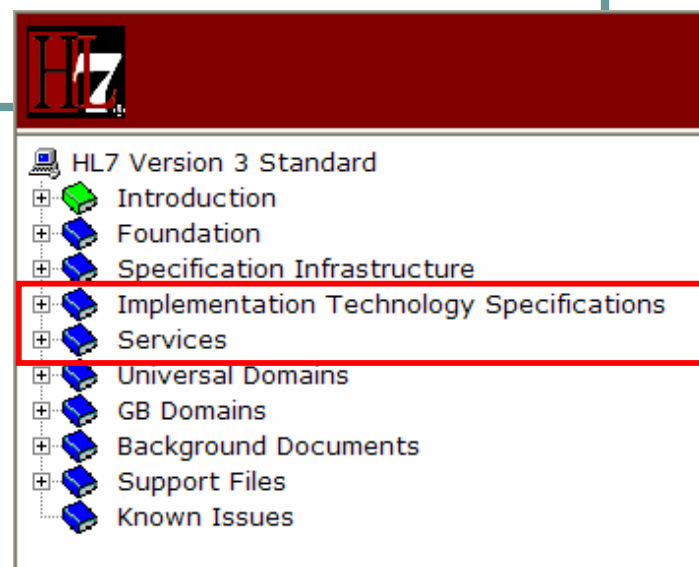 HL7
HL7 Version 3 Standard
Introduction
Foundation
Specification Infrastructure
Implementation Technology Specifications
Services
Universal Domains
GB Domains
Background Documents
Support Files
Known Issues